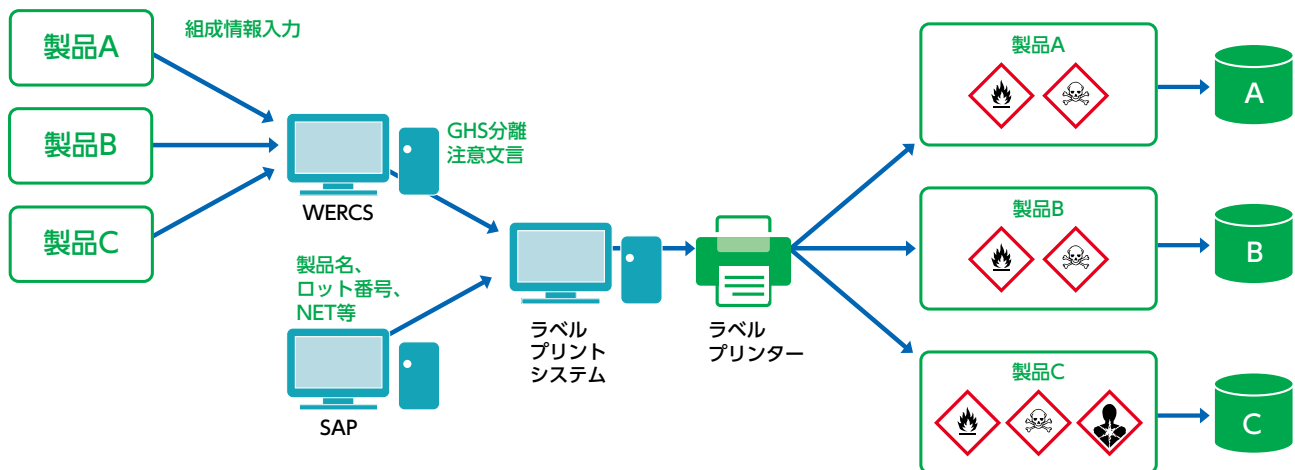 製品A
組成情報入力
製品B
製品C
WERCS
GHS分離
注意文言
製品名、
ロット番号、
NET等
SAP
ラベル
プリント
システム
ラベル
プリンター
製品A
A
製品B
B
製品C
C